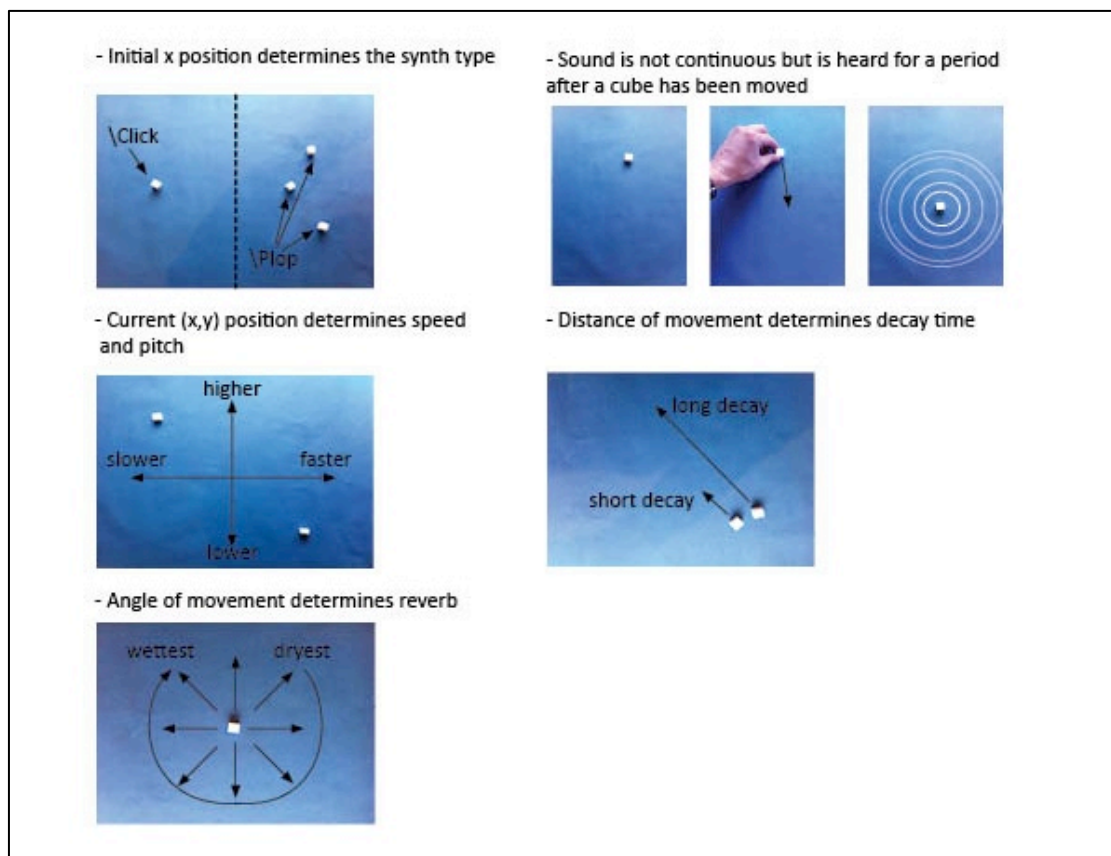 - Initial x position determines the synth type
\Click
\Plop
- Sound is not continuous but is heard for a period
after a cube has been moved
- Current (x,y) position determines speed
and pitch
higher
slower
faster
lower
- Distance of movement determines decay time
long decay
short decay
- Angle of movement determines reverb
wettest
dryest